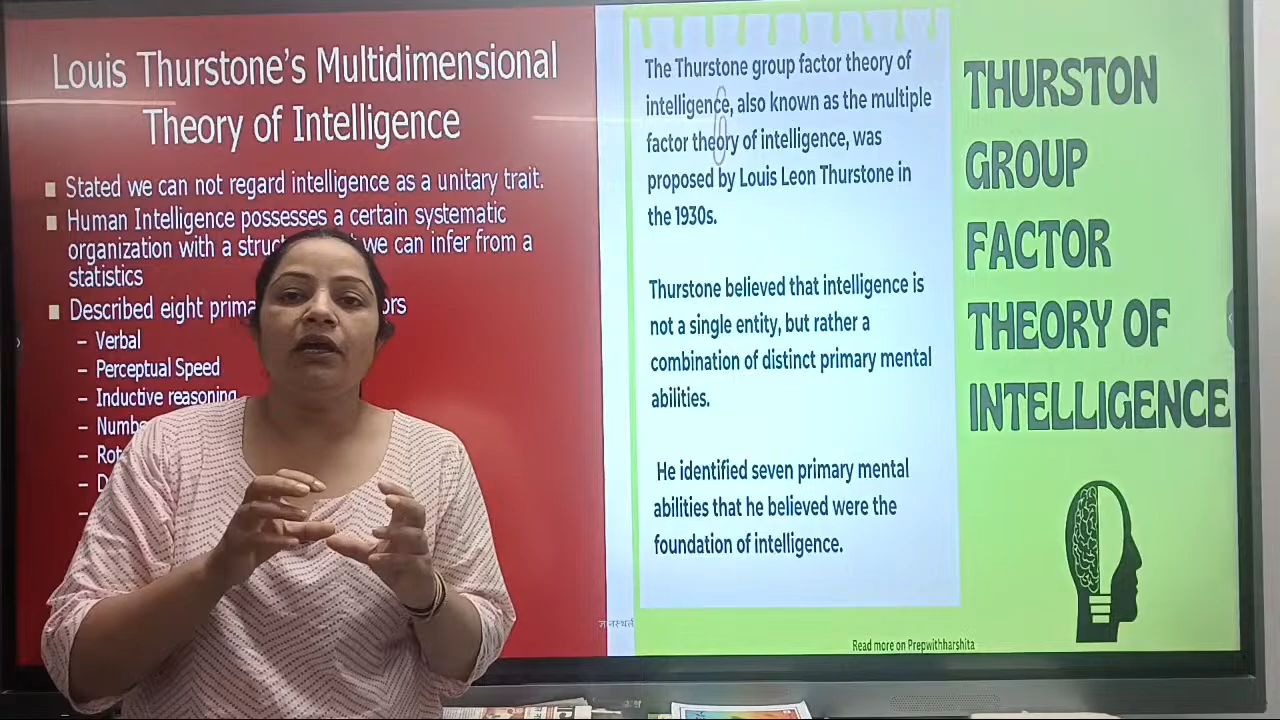 Louis Thurstone's Multidimensional
Theory of Intelligence
Stated we can not regard intelligence as a unitary trait.
Human Intelligence possesses a certain systematic
organization with a we can infer from a
statistics
Described eight
– Verbal
– Perceptual Speed
– Inductive reasoning
The Thurstone group factor theory of
intelligence, also known as the multiple
factor theory of intelligence, was
proposed by Louis Leon Thurstone in
the 1930s.
Thurstone believed that intelligence is
not a single entity, but rather a
combination of distinct primary mental
abilities.
He identified seven primary mental
abilities that he believed were the
foundation of intelligence.
Read more on Prepwithharshita
THURSTON
GROUP
FACTOR
THEORY OF
INTELLIGENCE